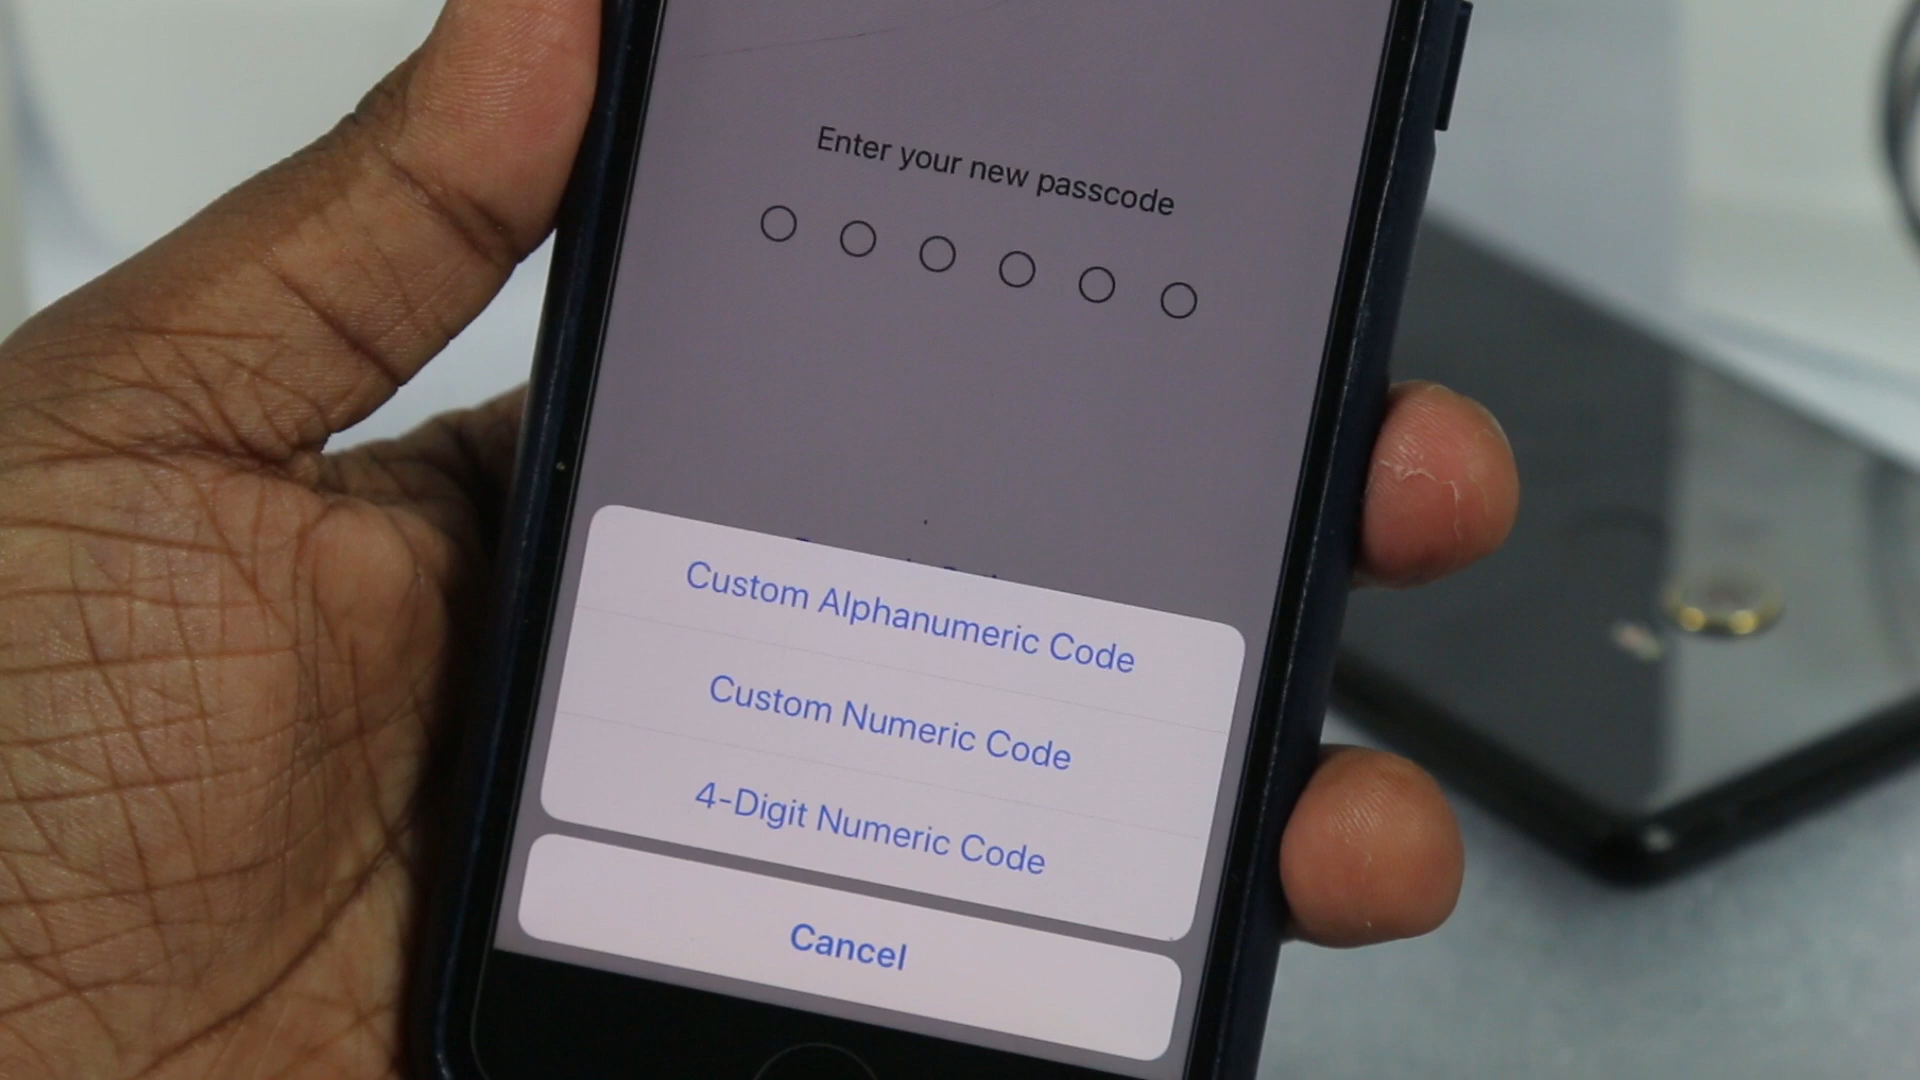 Enter your new passcode
Custom Alphanumeric Code
Custom Numeric Code
4-Digit Numeric Code
Cancel